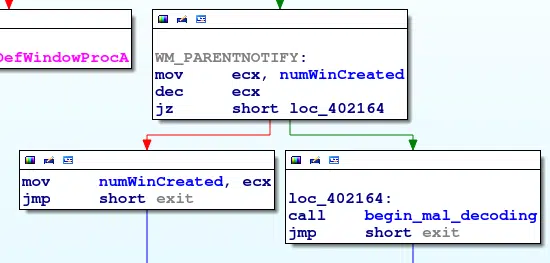 DefWindowProcA
WM_PARENTNOTIFY:
mov ecx, numWinCreated
dec ecx
jz short loc_402164
mov numWinCreated, ecx
jmp short exit
loc_402164:
call begin_mal_decoding
jmp short exit